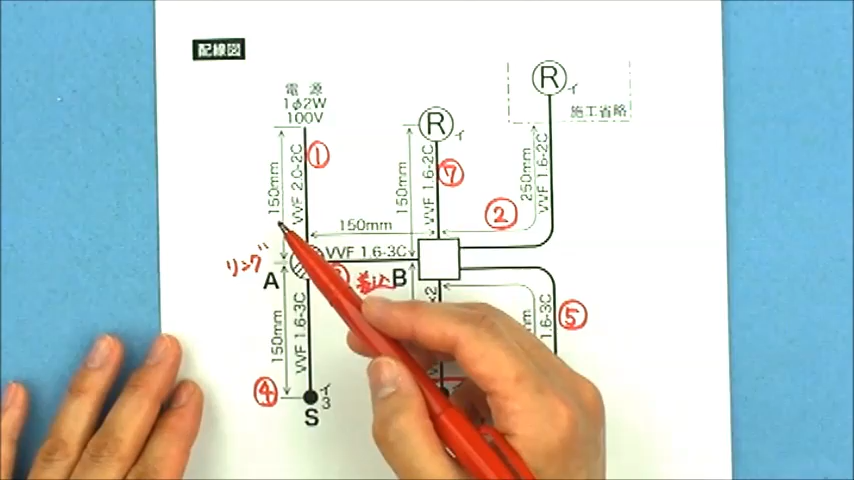 配線図
電源
1φ2W
100V
R イ
R イ
施工省略
150mm
VVF 2.0-2C
①
150mm
VVF 1.6-2C
⑦
250mm
VVF 1.6-2C
②
150mm
リング
A
VVF 1.6-3C
差込
B
150mm
VVF 1.6-3C
1.6-3C
⑤
④
イ
3
S